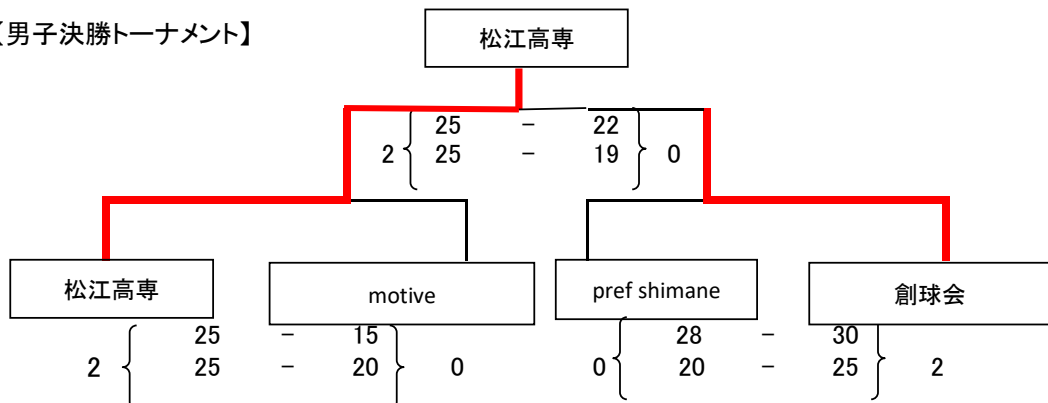 【男子決勝トーナメント】
松江高専
25 － 22
2 25 － 19 0
松江高専 motive pref shimane 創球会
25 － 15 28 － 30
2 25 － 20 0 0 20 － 25 2